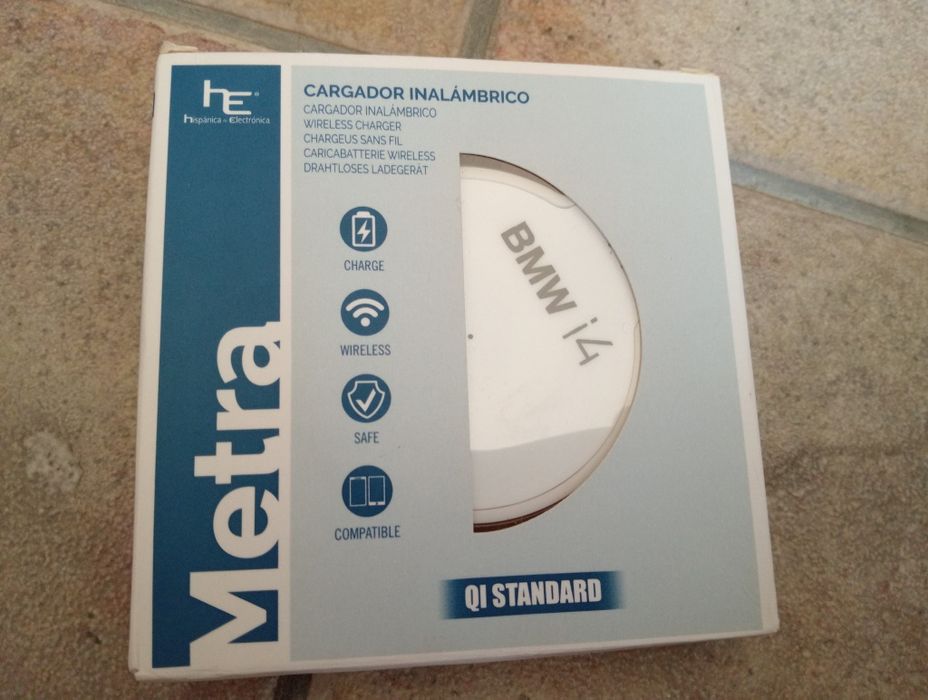 hE
hispánica de Electrónica
CARGADOR INALÁMBRICO
CARGADOR INALÁMBRICO
WIRELESS CHARGER
CHARGEUS SANS FIL
CARICABATTERIE WIRELESS
DRAHTLOSES LADEGERÄT
CHARGE
WIRELESS
SAFE
COMPATIBLE
Metra
BMW i4
QI STANDARD